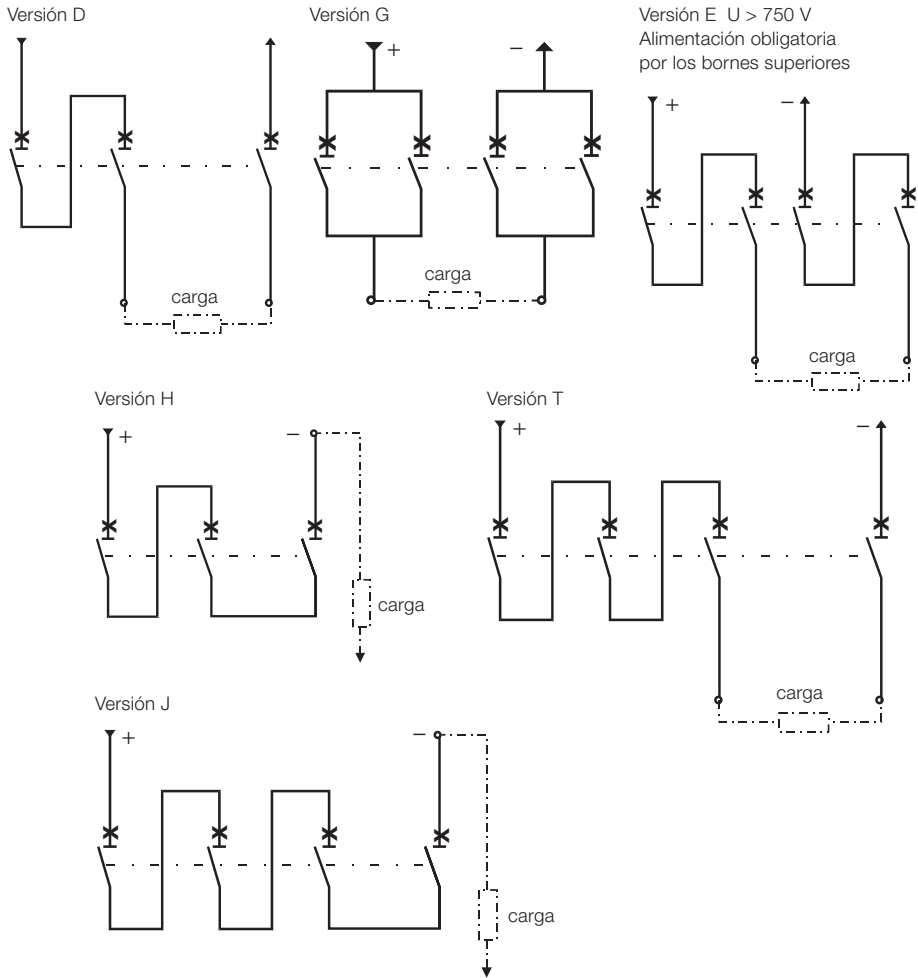 Versión D
carga
Versión G
+ −
carga
Versión E U > 750 V
Alimentación obligatoria
por los bornes superiores
+ −
carga
Versión H
+ −
carga
Versión T
+ −
carga
Versión J
+ −
carga